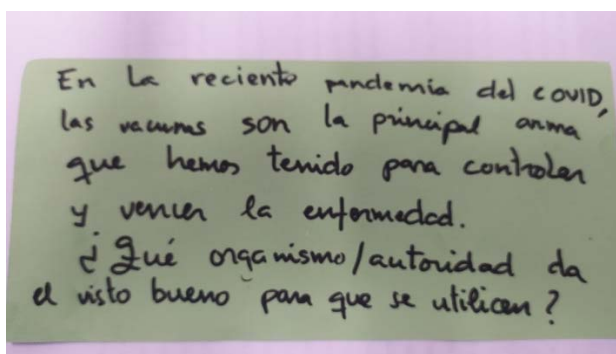 En la reciente pandemia del COVID,
las vacunas son la principal arma
que hemos tenido para controlar
y vencer la enfermedad.
¿Qué organismo/autoridad da
el visto bueno para que se utilicen?